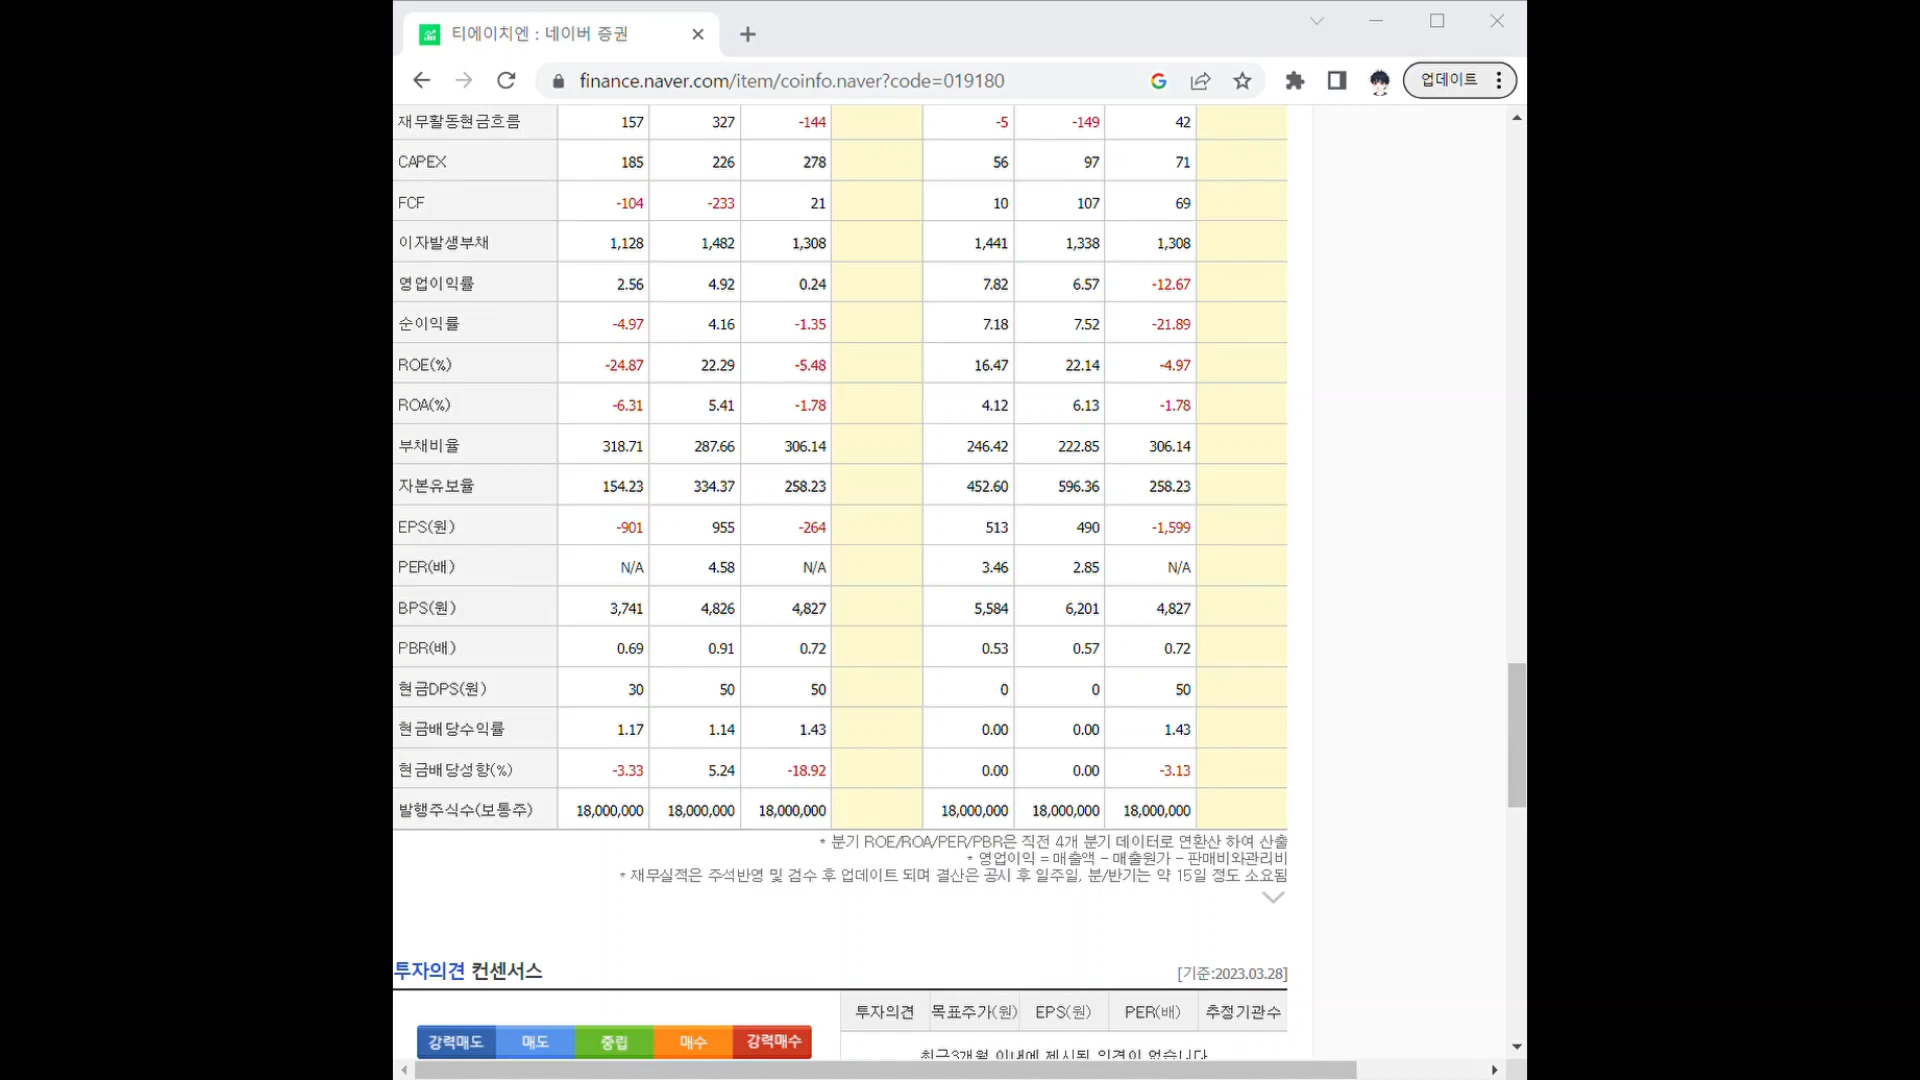 티에이치엔 : 네이버 증권
finance.naver.com/item/coinfo.naver?code=019180
업데이트
재무활동현금흐름 157 327 -144 -5 -149 42
CAPEX 185 226 278 56 97 71
FCF -104 -233 21 10 107 69
이자발생부채 1,128 1,482 1,308 1,441 1,338 1,308
영업이익률 2.56 4.92 0.24 7.82 6.57 -12.67
순이익률 -4.97 4.16 -1.35 7.18 7.52 -21.89
ROE(%) -24.87 22.29 -5.48 16.47 22.14 -4.97
ROA(%) -6.31 5.41 -1.78 4.12 6.13 -1.78
부채비율 318.71 287.66 306.14 246.42 222.85 306.14
자본유보율 154.23 334.37 258.23 452.60 596.36 258.23
EPS(원) -901 955 -264 513 490 -1,599
PER(배) N/A 4.58 N/A 3.46 2.85 N/A
BPS(원) 3,741 4,826 4,827 5,584 6,201 4,827
PBR(배) 0.69 0.91 0.72 0.53 0.57 0.72
현금DPS(원) 30 50 50 0 0 50
현금배당수익률 1.17 1.14 1.43 0.00 0.00 1.43
현금배당성향(%) -3.33 5.24 -18.92 0.00 0.00 -3.13
발행주식수(보통주) 18,000,000 18,000,000 18,000,000 18,000,000 18,000,000 18,000,000
* 분기 ROE/ROA/PER/PBR은 직전 4개 분기 데이터로 연환산 하여 산출
* 영업이익 = 매출액 - 매출원가 - 판매비와관리비
* 재무실적은 주석반영 및 검수 후 업데이트 되며 결산은 공시 후 일주일, 분/반기는 약 15일 정도 소요됨
투자의견 컨센서스 [기준:2023.03.28]
투자의견 목표주가(원) EPS(원) PER(배) 추정기관수
강력매도 매도 중립 매수 강력매수
최근3개월 이내에 제시된 의견이 없습니다